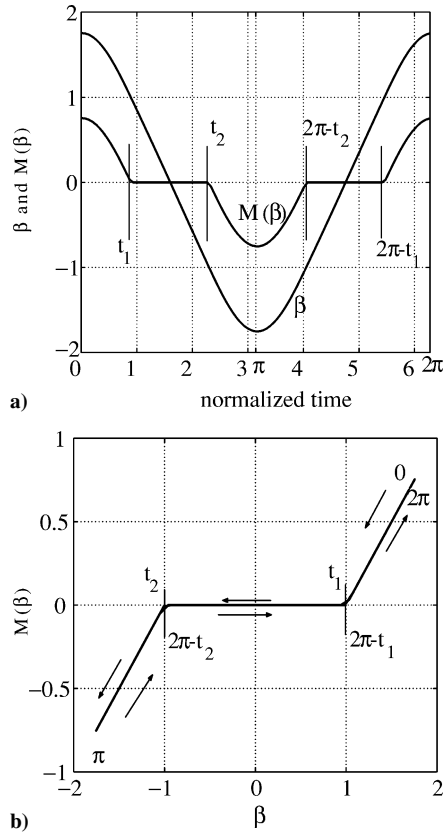 2
β and M(β)
1
0
−1
−2
t₁
t₂
2π-t₂
2π-t₁
M(β)
β
0 1 2 3 π 4 5 6 2π
normalized time
a)
1
0.5
0
−0.5
−1
M(β)
0
2π
t₂
t₁
2π-t₂
2π-t₁
π
−2 −1 0 1 2
β
b)